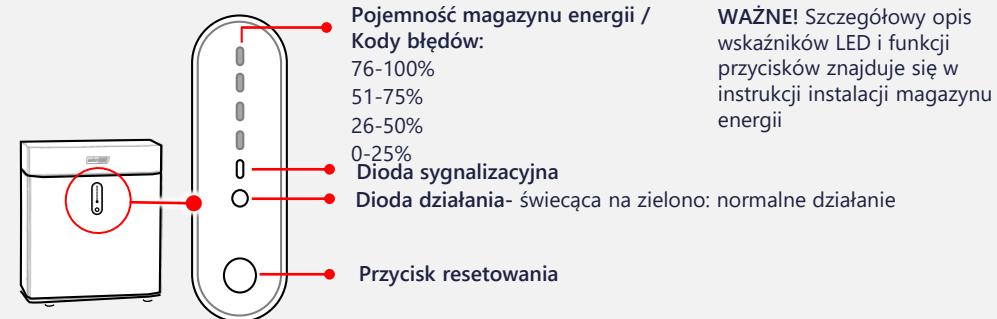 Pojemność magazynu energii /
Kody błędów:
76-100%
51-75%
26-50%
0-25%
Dioda sygnalizacyjna
Dioda działania- świecąca na zielono: normalne działanie
Przycisk resetowania
WAŻNE! Szczegółowy opis
wskaźników LED i funkcji
przycisków znajduje się w
instrukcji instalacji magazynu
energii